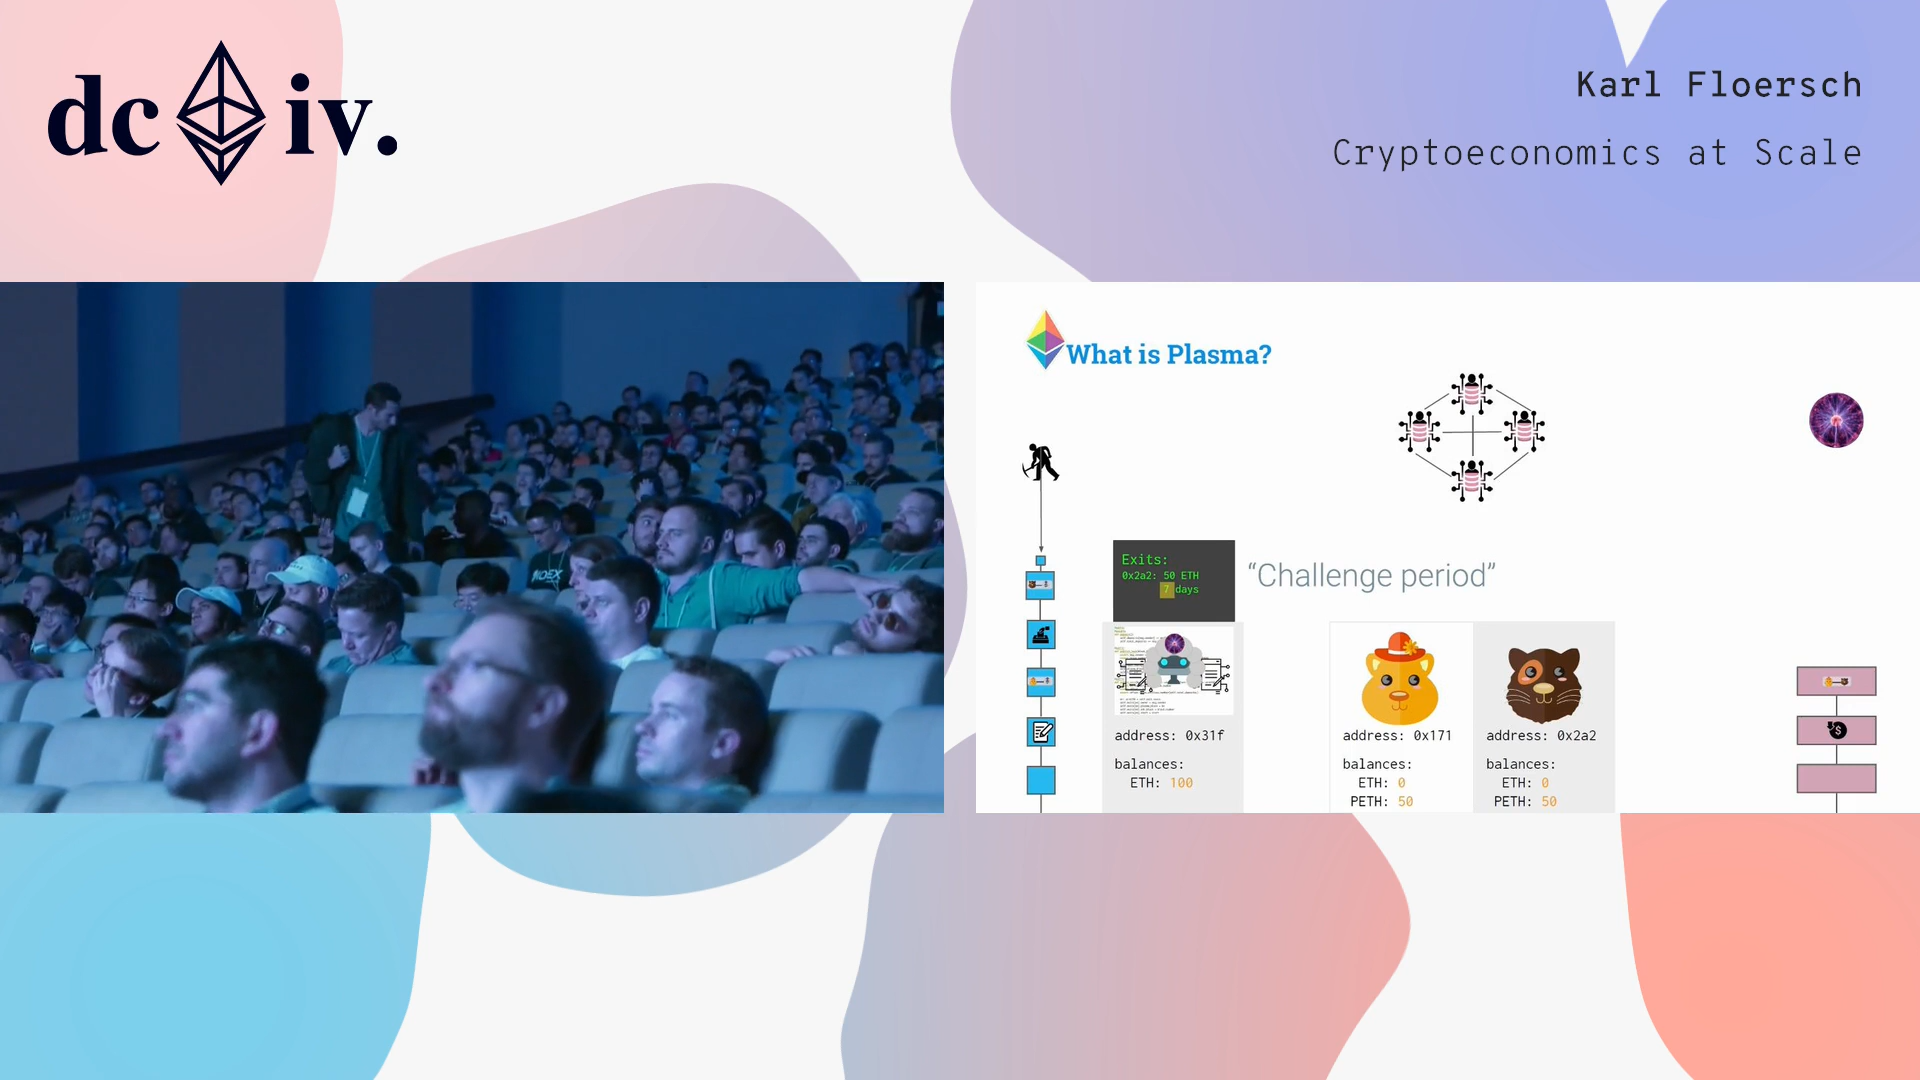 dc iv.
Karl Floersch
Cryptoeconomics at Scale
What is Plasma?
Exits:
0x2a2: 50 ETH
7 days
“Challenge period”
address: 0x31f
balances:
ETH: 100
address: 0x171
balances:
ETH: 0
PETH: 50
address: 0x2a2
balances:
ETH: 0
PETH: 50